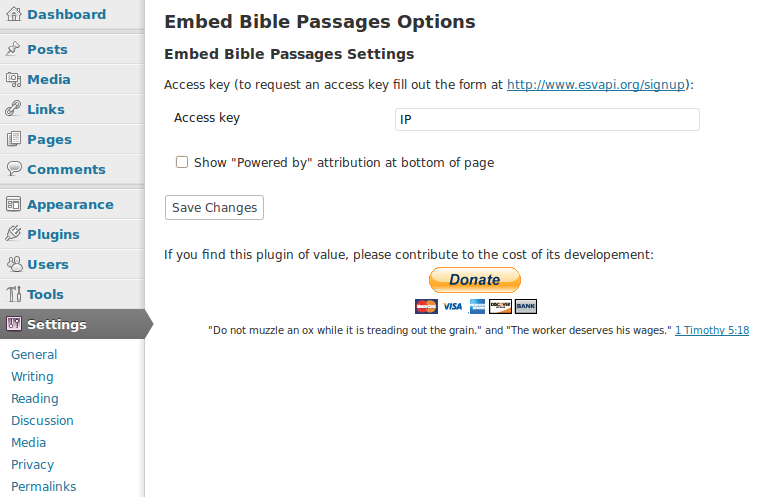 Dashboard
Posts
Media
Links
Pages
Comments
Appearance
Plugins
Users
Tools
Settings
General
Writing
Reading
Discussion
Media
Privacy
Permalinks
Embed Bible Passages Options
Embed Bible Passages Settings
Access key (to request an access key fill out the form at http://www.esvapi.org/signup):
Access key IP
Show "Powered by" attribution at bottom of page
Save Changes
If you find this plugin of value, please contribute to the cost of its developement:
Donate
MasterCard VISA AMERICAN EXPRESS DISCOVER BANK
"Do not muzzle an ox while it is treading out the grain." and "The worker deserves his wages." 1 Timothy 5:18